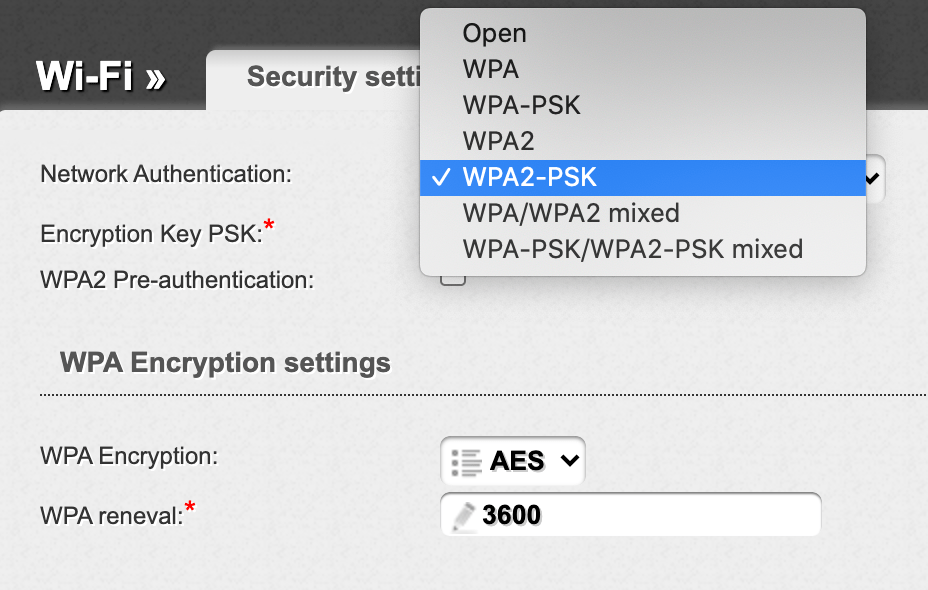 Wi-Fi »
Security setti
Open
WPA
WPA-PSK
WPA2
✓ WPA2-PSK
WPA/WPA2 mixed
WPA-PSK/WPA2-PSK mixed
Network Authentication:
Encryption Key PSK:*
WPA2 Pre-authentication:
WPA Encryption settings
WPA Encryption: AES
WPA reneval:* 3600